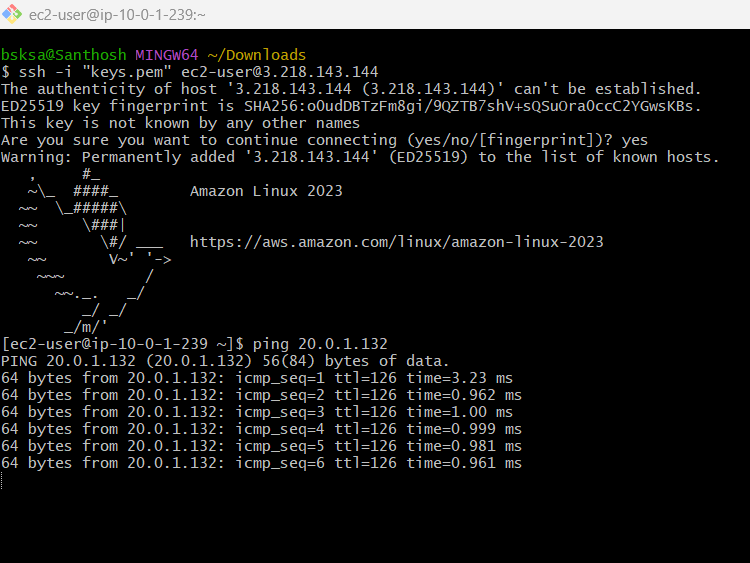 ec2-user@ip-10-0-1-239:~
bsksa@Santhosh MINGW64 ~/Downloads
$ ssh -i "keys.pem" ec2-user@3.218.143.144
The authenticity of host '3.218.143.144 (3.218.143.144)' can't be established.
ED25519 key fingerprint is SHA256:oOudDBTzFm8gi/9QZTB7shV+sQSuOraOccC2YGwsKBs.
This key is not known by any other names
Are you sure you want to continue connecting (yes/no/[fingerprint])? yes
Warning: Permanently added '3.218.143.144' (ED25519) to the list of known hosts.
   ,     #_
   ~\_  ####_        Amazon Linux 2023
  ~~  \_#####\
  ~~     \###|
  ~~       \#/ ___   https://aws.amazon.com/linux/amazon-linux-2023
   ~~       V~' '->
    ~~~         /
      ~~._.   _/
         _/ _/
       _/m/'
[ec2-user@ip-10-0-1-239 ~]$ ping 20.0.1.132
PING 20.0.1.132 (20.0.1.132) 56(84) bytes of data.
64 bytes from 20.0.1.132: icmp_seq=1 ttl=126 time=3.23 ms
64 bytes from 20.0.1.132: icmp_seq=2 ttl=126 time=0.962 ms
64 bytes from 20.0.1.132: icmp_seq=3 ttl=126 time=1.00 ms
64 bytes from 20.0.1.132: icmp_seq=4 ttl=126 time=0.999 ms
64 bytes from 20.0.1.132: icmp_seq=5 ttl=126 time=0.981 ms
64 bytes from 20.0.1.132: icmp_seq=6 ttl=126 time=0.961 ms